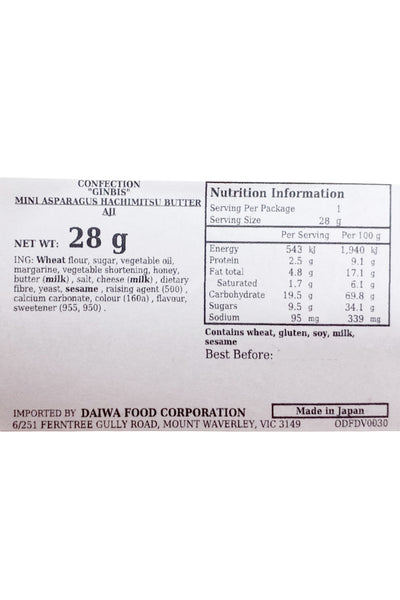 CONFECTION
"GINBIS"
MINI ASPARAGUS HACHIMITSU BUTTER
AJI
NET WT: 28 g
ING: Wheat flour, sugar, vegetable oil,
margarine, vegetable shortening, honey,
butter (milk) , salt, cheese (milk) , dietary
fibre, yeast, sesame , raising agent (500) ,
calcium carbonate, colour (160a) , flavour,
sweetener (955, 950) .
Nutrition Information
Serving Per Package 1
Serving Size 28 g
Per Serving Per 100 g
Energy 543 kJ 1,940 kJ
Protein 2.5 g 9.1 g
Fat total 4.8 g 17.1 g
Saturated 1.7 g 6.1 g
Carbohydrate 19.5 g 69.8 g
Sugars 9.5 g 34.1 g
Sodium 95 mg 339 mg
Contains wheat, gluten, soy, milk,
sesame
Best Before:
IMPORTED BY DAIWA FOOD CORPORATION
6/251 FERNTREE GULLY ROAD, MOUNT WAVERLEY, VIC 3149
Made in Japan
ODFDV0030